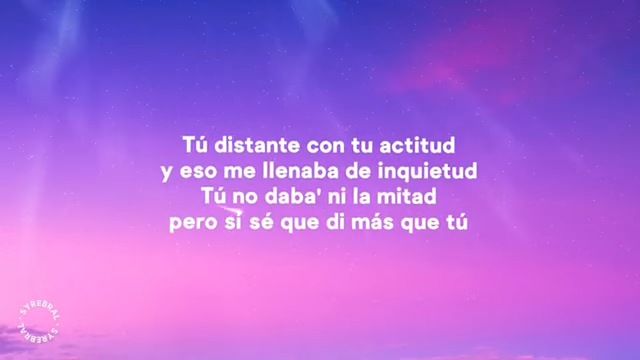 Tú distante con tu actitud
y eso me llenaba de inquietud
Tú no daba' ni la mitad
pero si sé que di más que tú
SYREBRAL · SYREBRAL ·